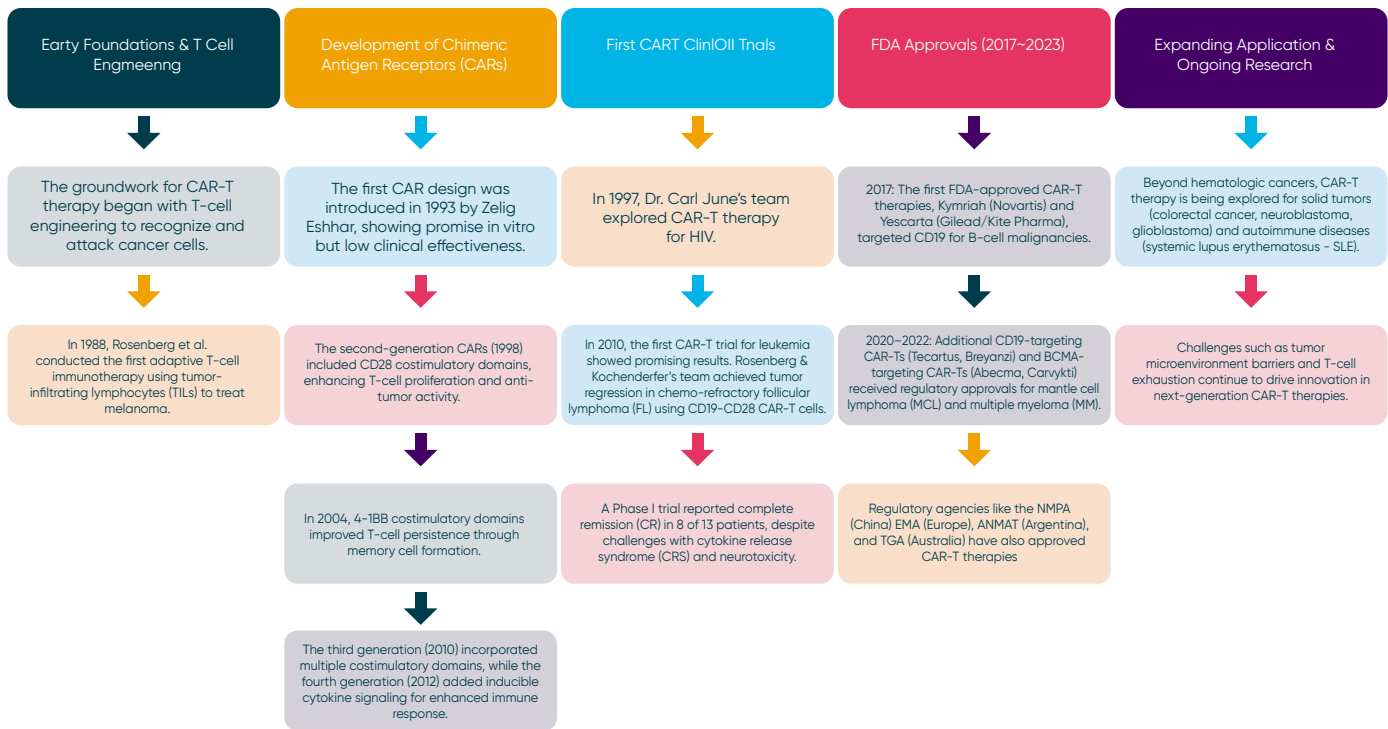 Earty Foundations & T Cell
Engmeenng
The groundwork for CAR-T
therapy began with T-cell
engineering to recognize and
attack cancer cells.
In 1988, Rosenberg et al.
conducted the first adaptive T-cell
immunotherapy using tumor-
infiltrating lymphocytes (TILs) to treat
melanoma.
Development of Chimenc
Antigen Receptors (CARs)
The first CAR design was
introduced in 1993 by Zelig
Eshhar, showing promise in vitro
but low clinical effectiveness.
The second-generation CARs (1998)
included CD28 costimulatory domains,
enhancing T-cell proliferation and anti-
tumor activity.
In 2004, 4-1BB costimulatory domains
improved T-cell persistence through
memory cell formation.
The third generation (2010) incorporated
multiple costimulatory domains, while the
fourth generation (2012) added inducible
cytokine signaling for enhanced immune
response.
First CART ClinlOII Tnals
In 1997, Dr. Carl June's team
explored CAR-T therapy
for HIV.
In 2010, the first CAR-T trial for leukemia
showed promising results. Rosenberg &
Kochenderfer's team achieved tumor
regression in chemo-refractory follicular
lymphoma (FL) using CD19-CD28 CAR-T cells.
A Phase I trial reported complete
remission (CR) in 8 of 13 patients, despite
challenges with cytokine release
syndrome (CRS) and neurotoxicity.
FDA Approvals (2017~2023)
2017: The first FDA-approved CAR-T
therapies, Kymriah (Novartis) and
Yescarta (Gilead/Kite Pharma),
targeted CD19 for B-cell malignancies.
2020–2022: Additional CD19-targeting
CAR-Ts (Tecartus, Breyanzi) and BCMA-
targeting CAR-Ts (Abecma, Carvykti)
received regulatory approvals for mantle cell
lymphoma (MCL) and multiple myeloma (MM).
Regulatory agencies like the NMPA
(China) EMA (Europe), ANMAT (Argentina),
and TGA (Australia) have also approved
CAR-T therapies
Expanding Application &
Ongoing Research
Beyond hematologic cancers, CAR-T
therapy is being explored for solid tumors
(colorectal cancer, neuroblastoma,
glioblastoma) and autoimmune diseases
(systemic lupus erythematosus - SLE).
Challenges such as tumor
microenvironment barriers and T-cell
exhaustion continue to drive innovation in
next-generation CAR-T therapies.